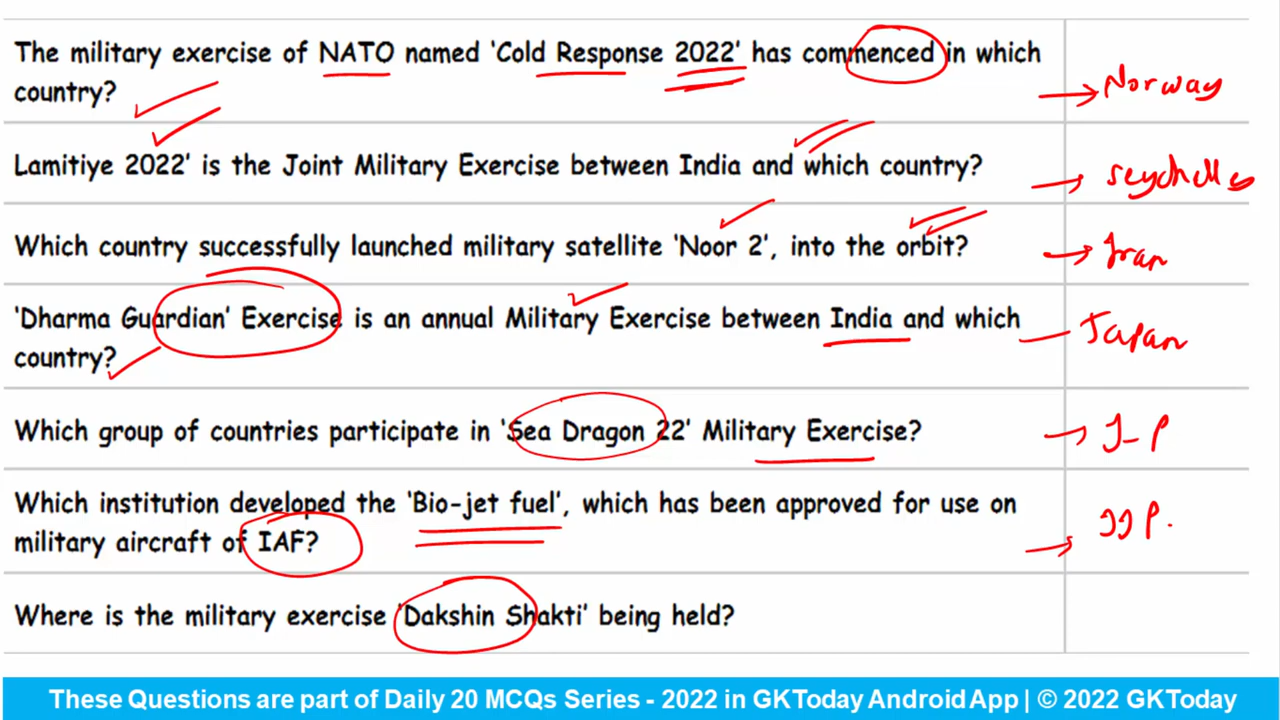 The military exercise of NATO named ‘Cold Response 2022’ has commenced in which
country?
Norway
Lamitiye 2022’ is the Joint Military Exercise between India and which country?
Seychelles
Which country successfully launched military satellite ‘Noor 2’, into the orbit?
Iran
‘Dharma Guardian’ Exercise is an annual Military Exercise between India and which
country?
Japan
Which group of countries participate in ‘Sea Dragon 22’ Military Exercise?
Which institution developed the ‘Bio-jet fuel’, which has been approved for use on
military aircraft of IAF?
Where is the military exercise ‘Dakshin Shakti’ being held?
These Questions are part of Daily 20 MCQs Series - 2022 in GKToday Android App | © 2022 GKToday